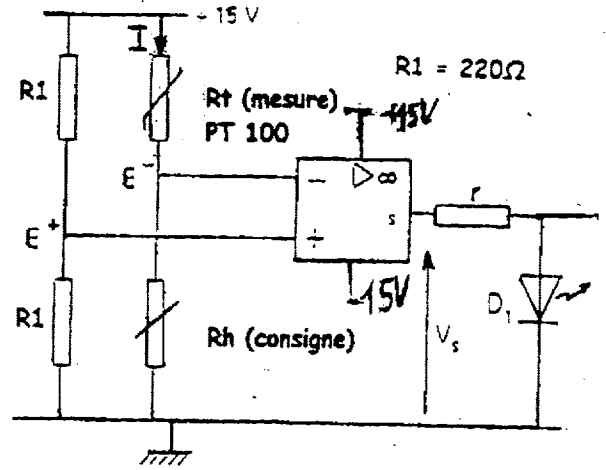 + 15 V
I
R1 = 220Ω
R1
Rt (mesure)
PT 100
+15V
E⁻
▷ ∞
r
−
s
E⁺
+
-15V
R1
Rh (consigne)
Vs
D1